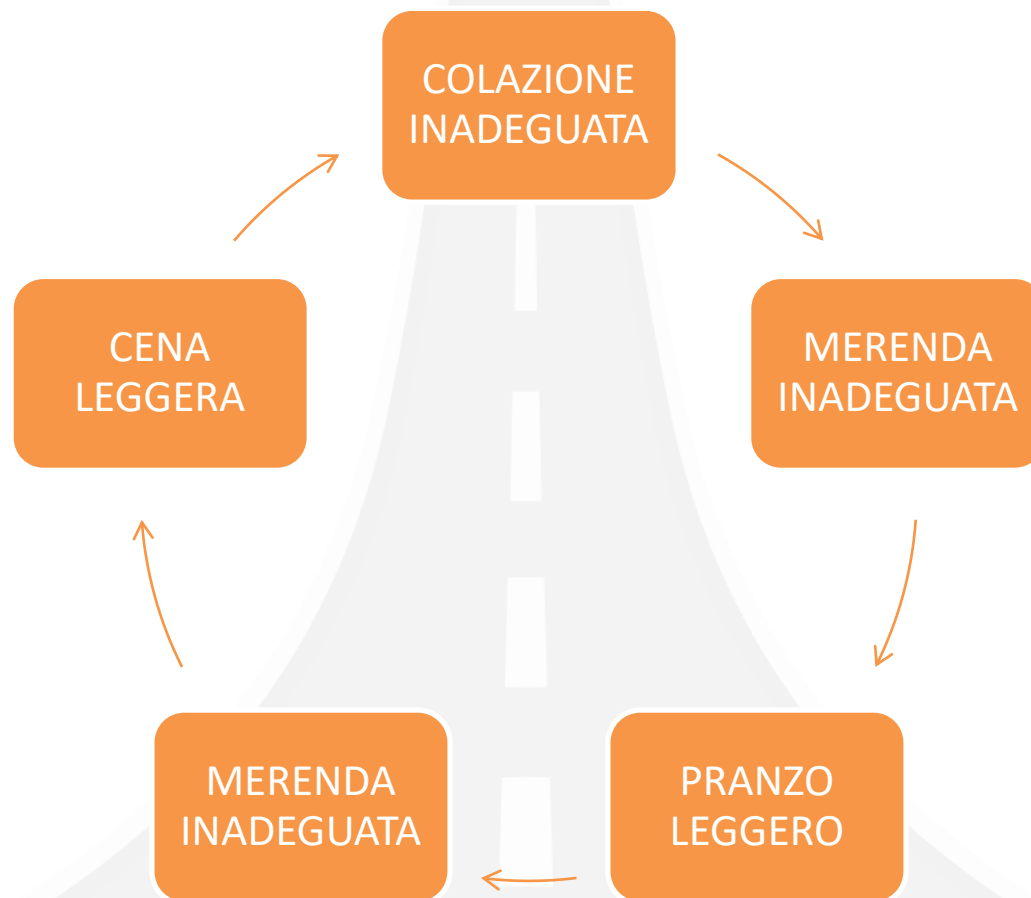 COLAZIONE
INADEGUATA
MERENDA
INADEGUATA
PRANZO
LEGGERO
MERENDA
INADEGUATA
CENA
LEGGERA